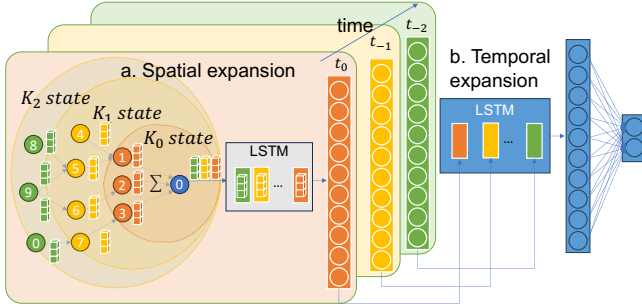 time
t₀
t₋₁
t₋₂
a. Spatial expansion
b. Temporal
expansion
K₂ state
K₁ state
K₀ state
8
4
5
1
9
2
Σ
0
6
3
0
7
LSTM
...
LSTM
...